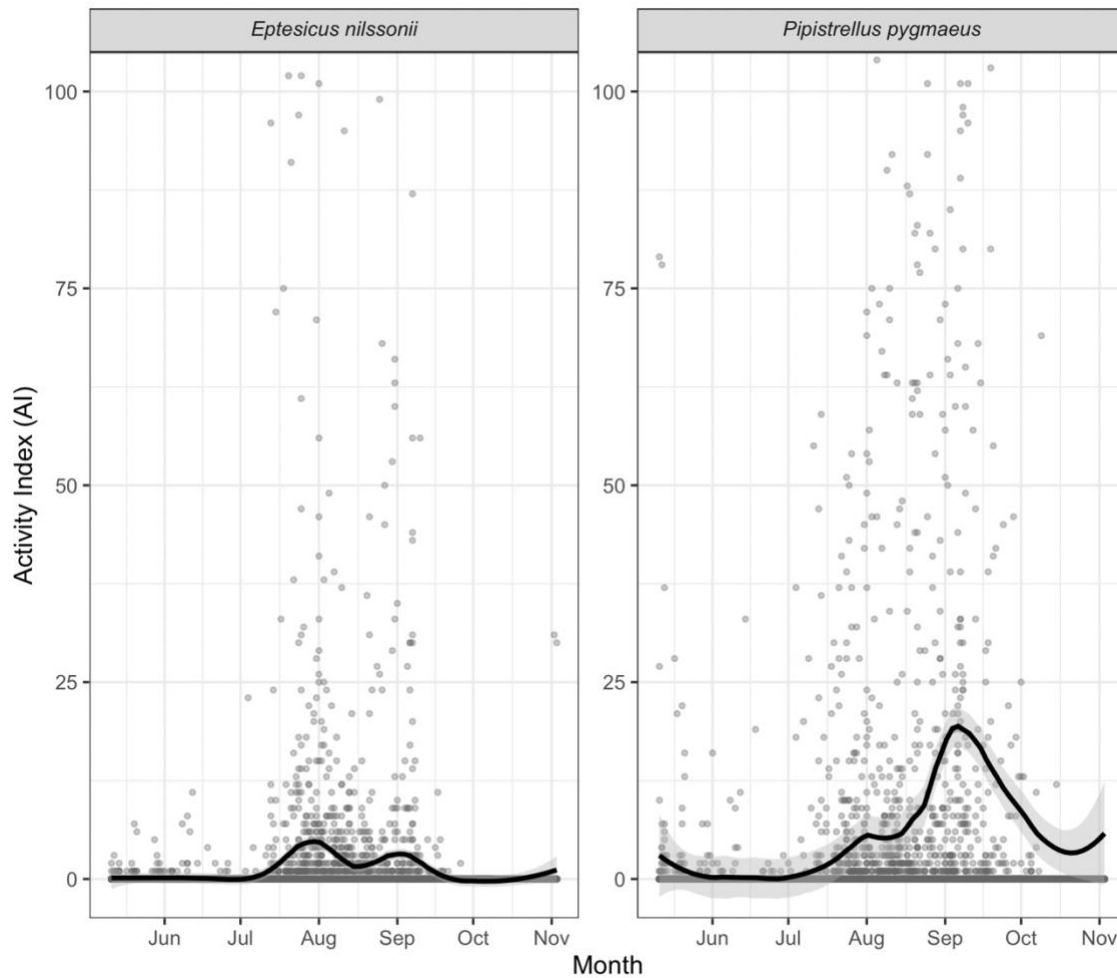 Eptesicus nilssonii
Pipistrellus pygmaeus
Activity Index (AI)
100
75
50
25
0
100
75
50
25
0
Jun Jul Aug Sep Oct Nov
Jun Jul Aug Sep Oct Nov
Month